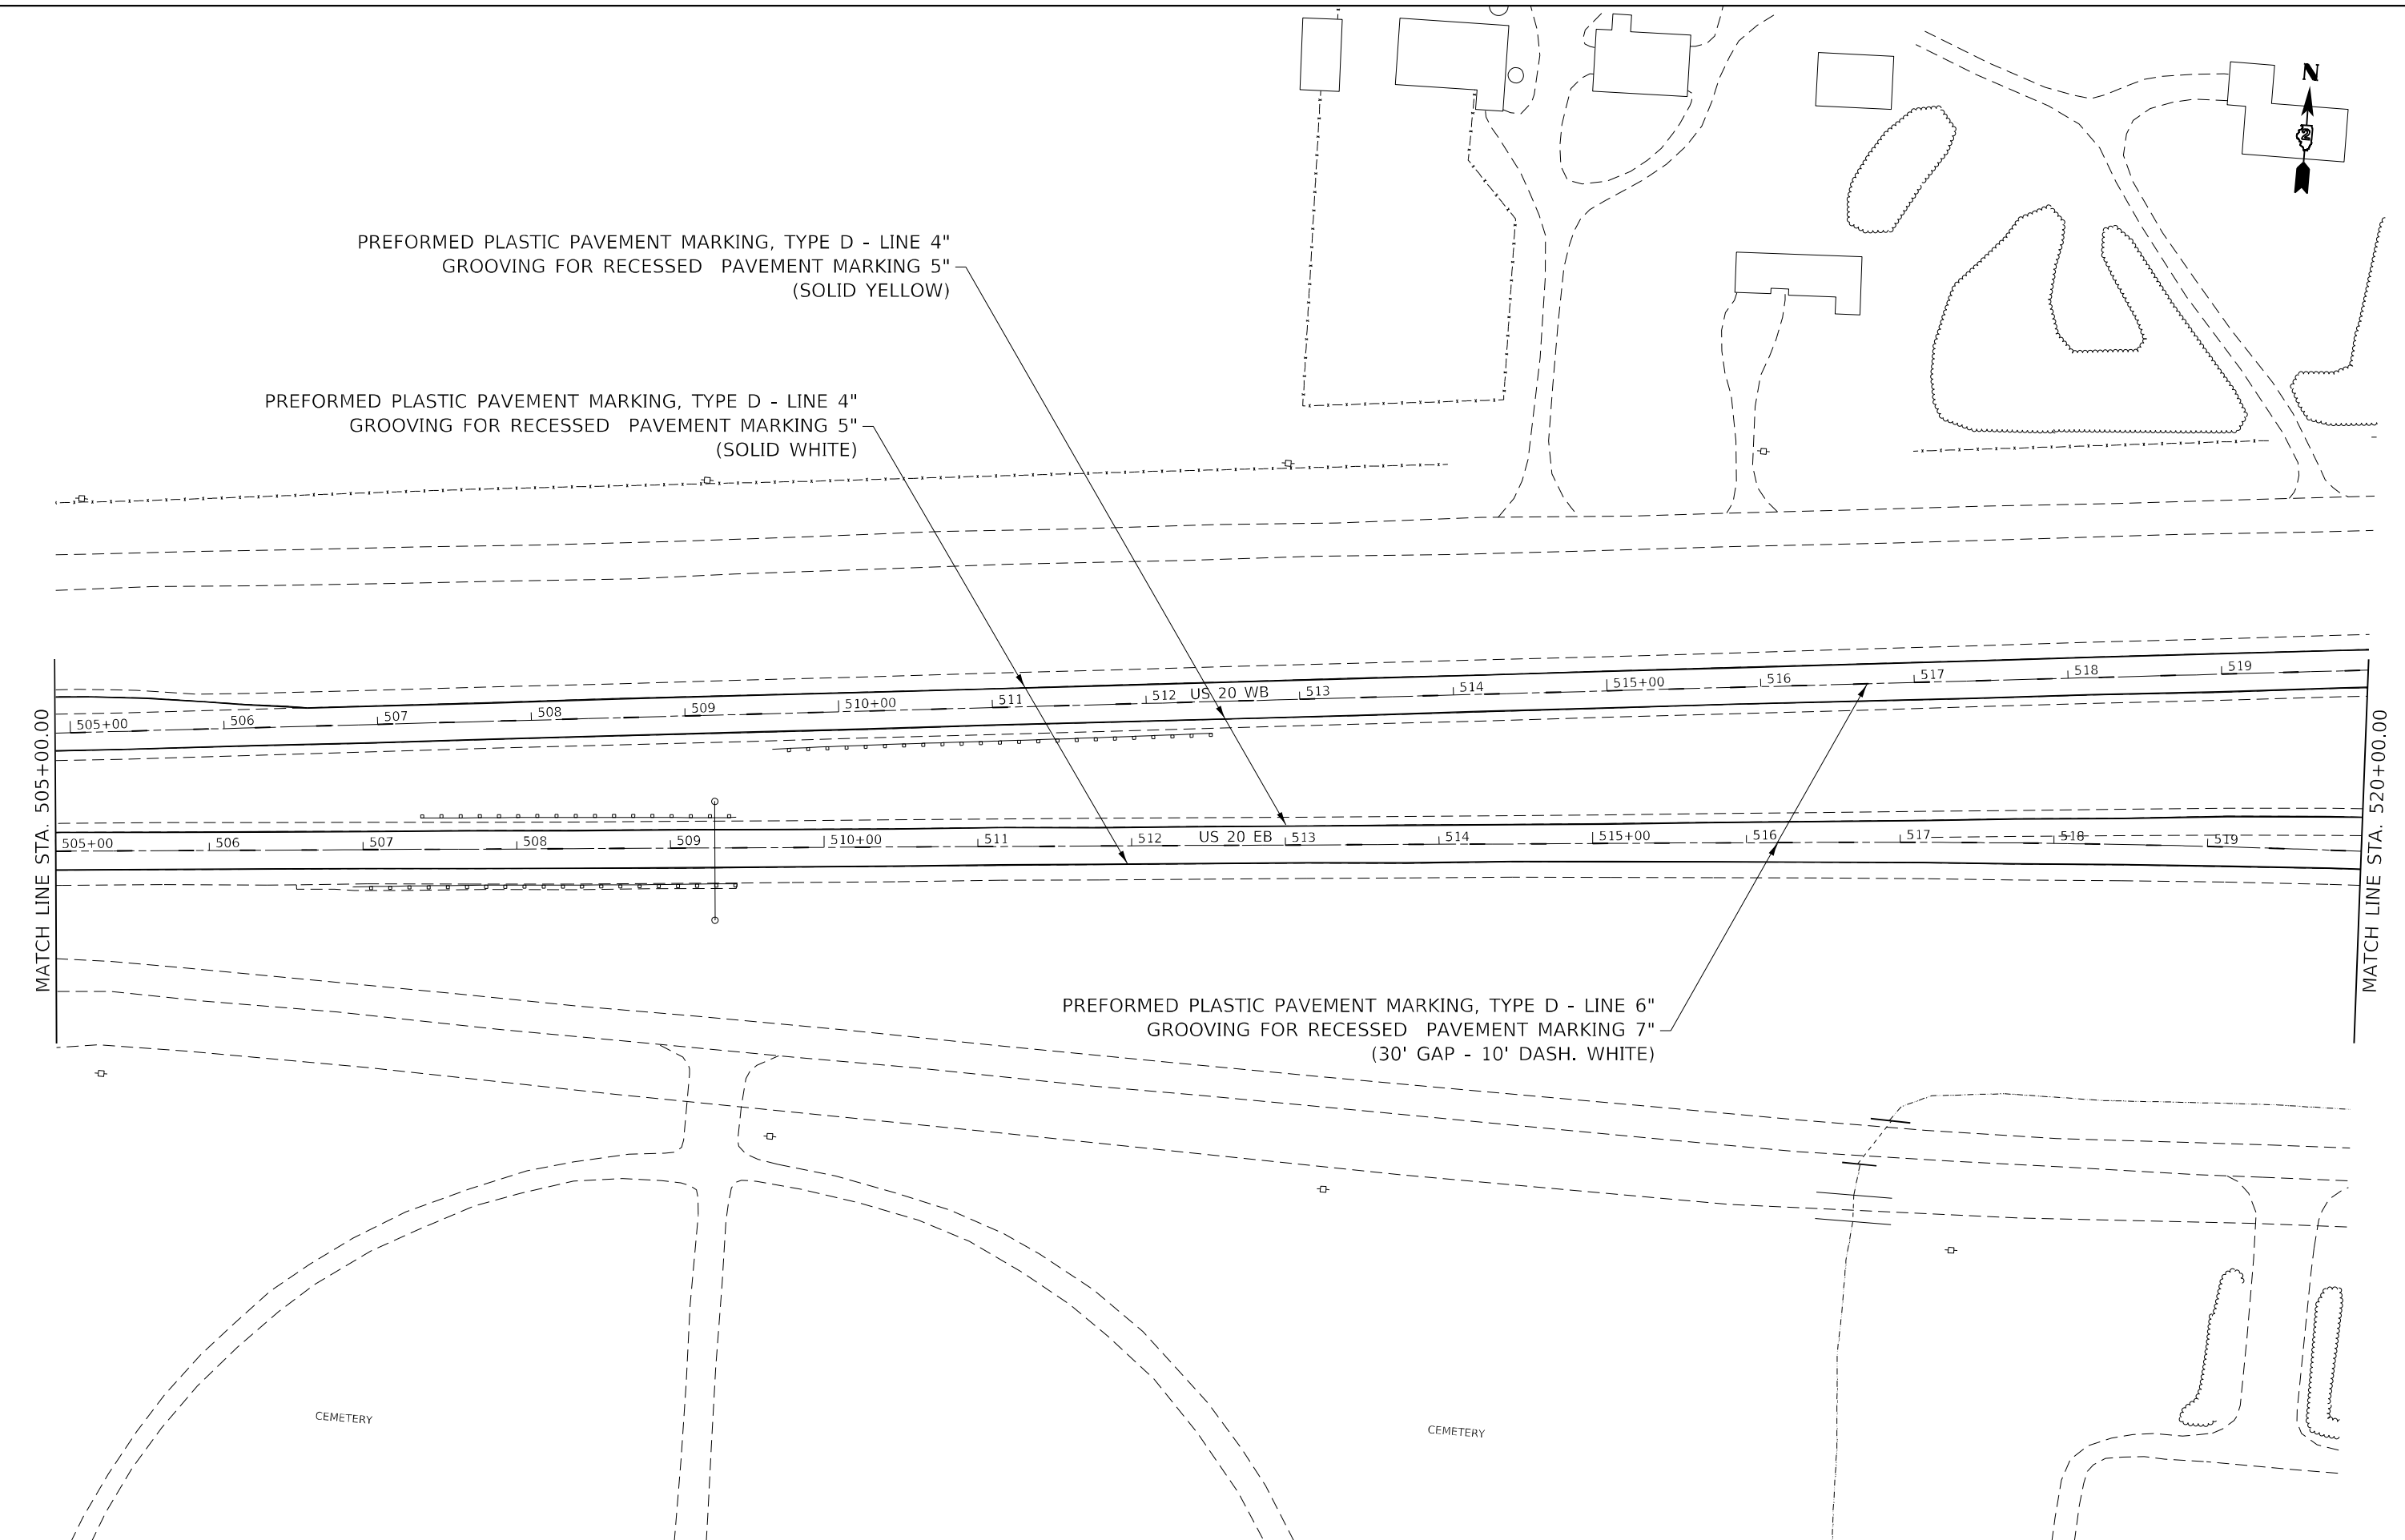 N
PREFORMED PLASTIC PAVEMENT MARKING, TYPE D - LINE 4"
GROOVING FOR RECESSED PAVEMENT MARKING 5"
(SOLID YELLOW)
PREFORMED PLASTIC PAVEMENT MARKING, TYPE D - LINE 4"
GROOVING FOR RECESSED PAVEMENT MARKING 5"
(SOLID WHITE)
505+00 506 507 508 509 510+00 511 512 US 20 WB 513 514 515+00 516 517 518 519
MATCH LINE STA. 505+00.00
MATCH LINE STA. 520+00.00
505+00 506 507 508 509 510+00 511 512 US 20 EB 513 514 515+00 516 517 518 519
PREFORMED PLASTIC PAVEMENT MARKING, TYPE D - LINE 6"
GROOVING FOR RECESSED PAVEMENT MARKING 7"
(30' GAP - 10' DASH. WHITE)
CEMETERY
CEMETERY